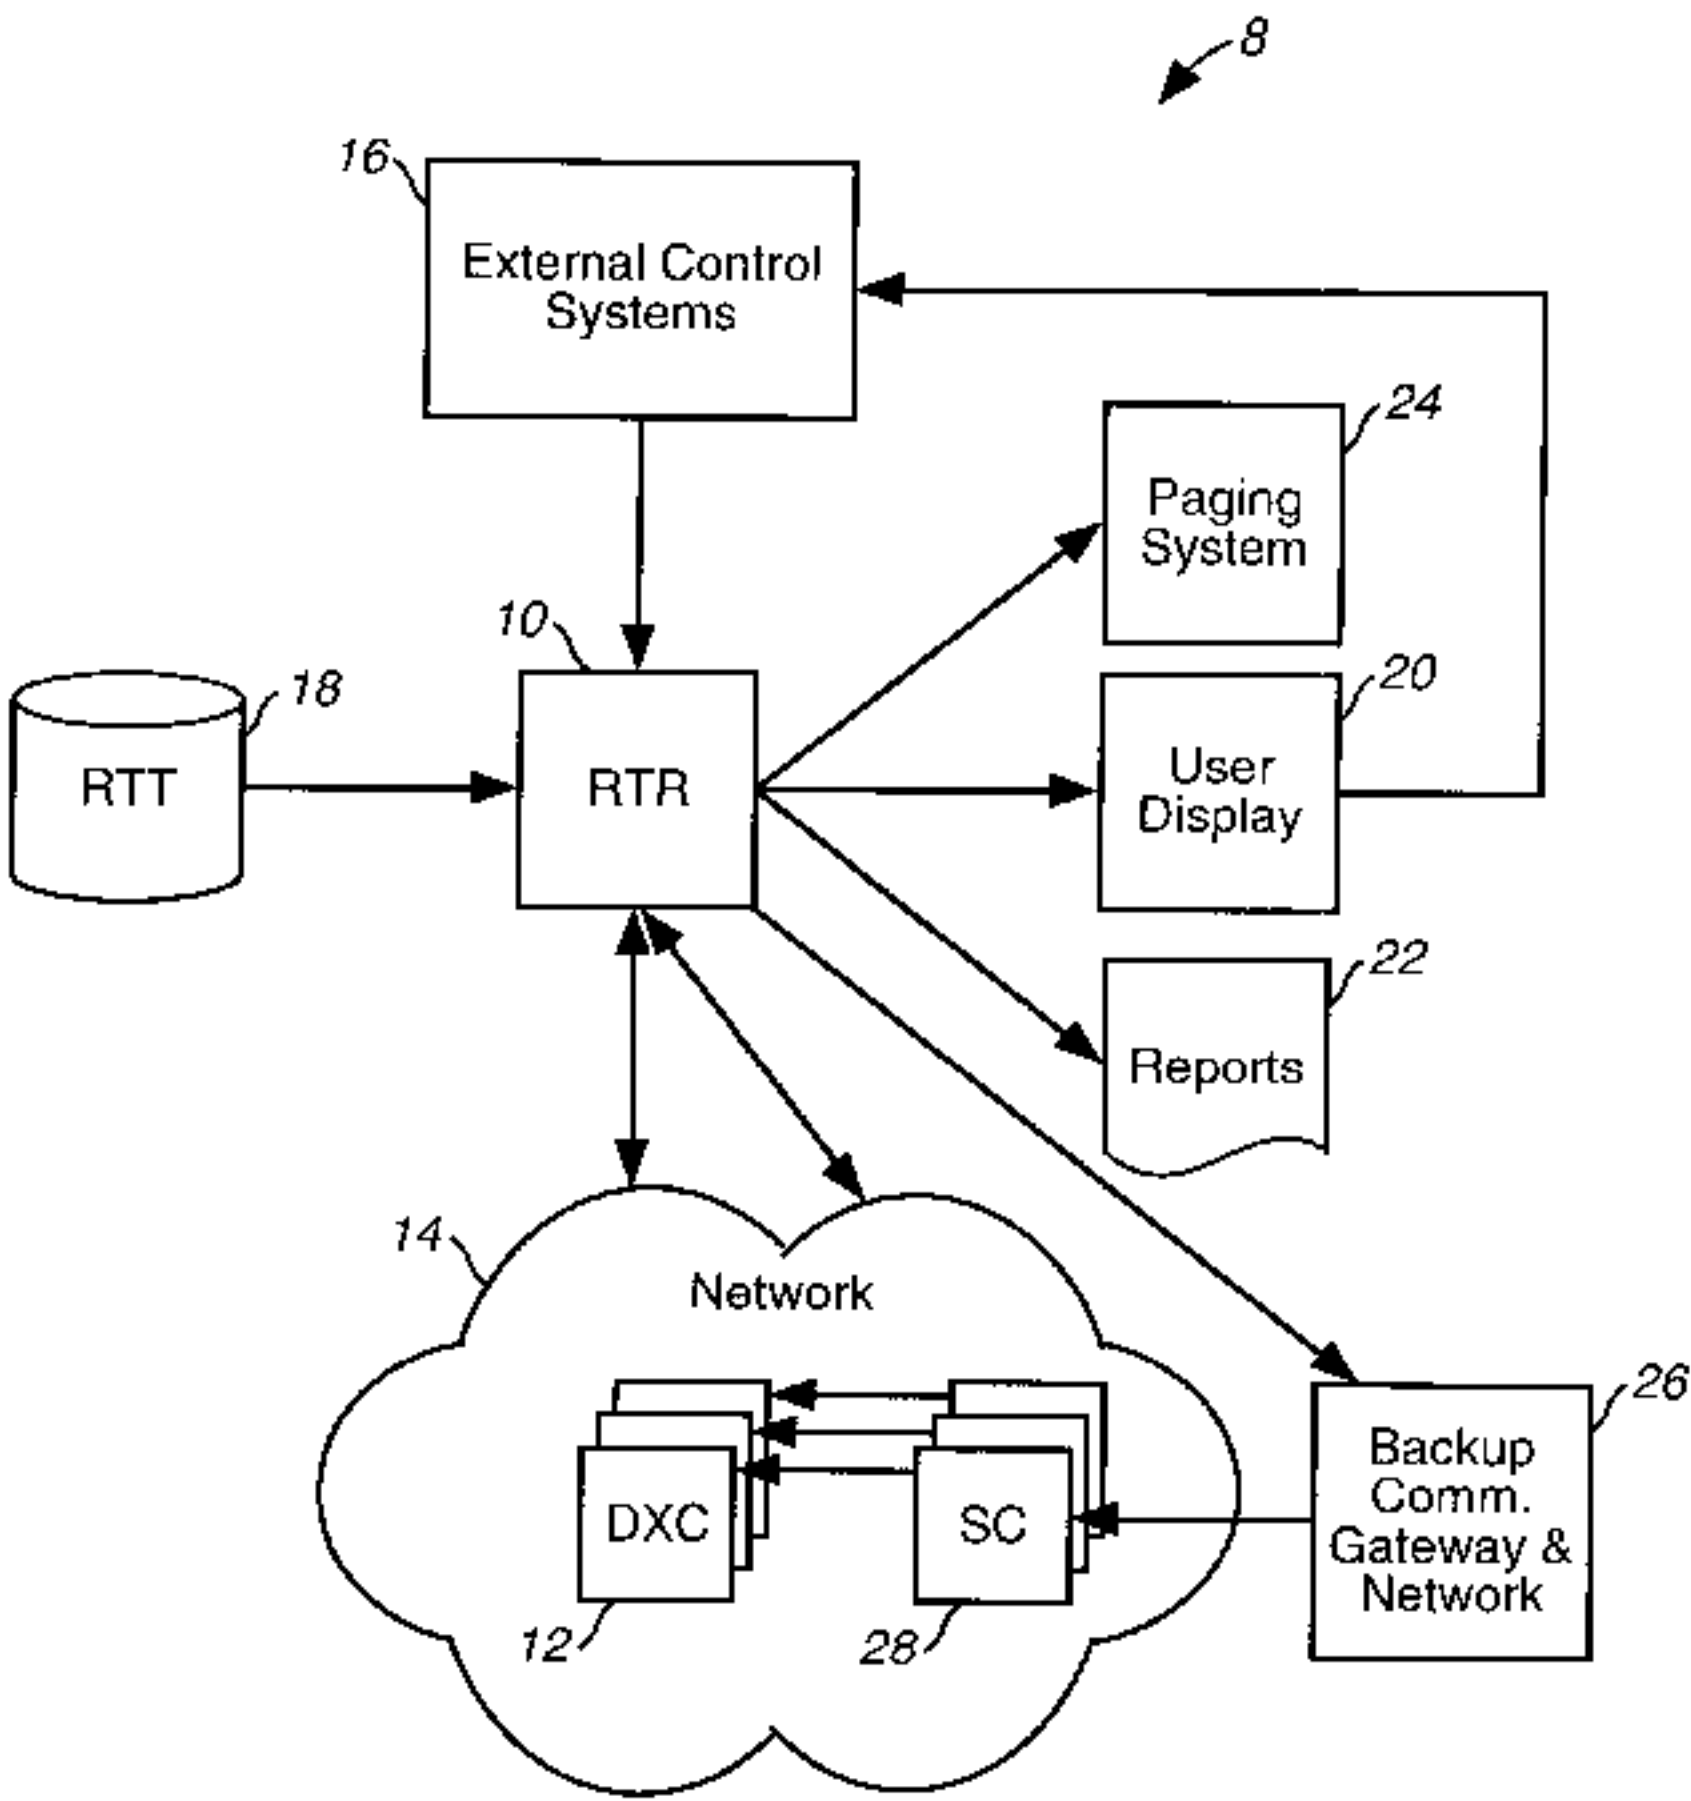 8
16
External Control
Systems
24
Paging
System
10
18
20
RTT
RTR
User
Display
22
Reports
14
Network
26
Backup
Comm.
Gateway &
Network
DXC
SC
12
28